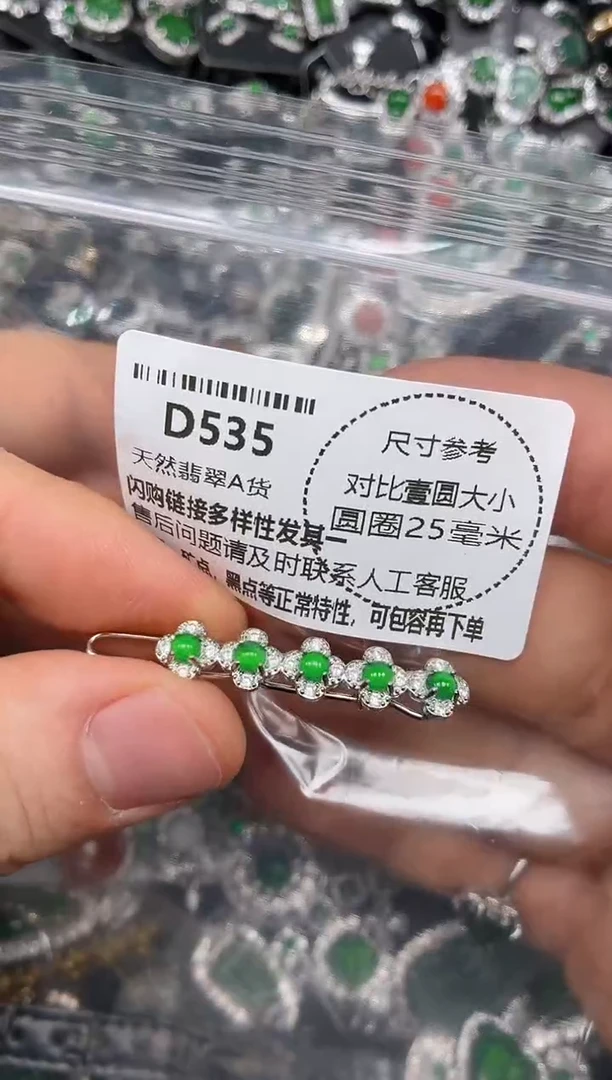 D535
天然翡翠A货
闪购链接多样性发其一
售后问题请及时联系人工客服
矿点、黑点等正常特性，可包容再下单
尺寸参考
对比壹圆大小
圆圈25毫米